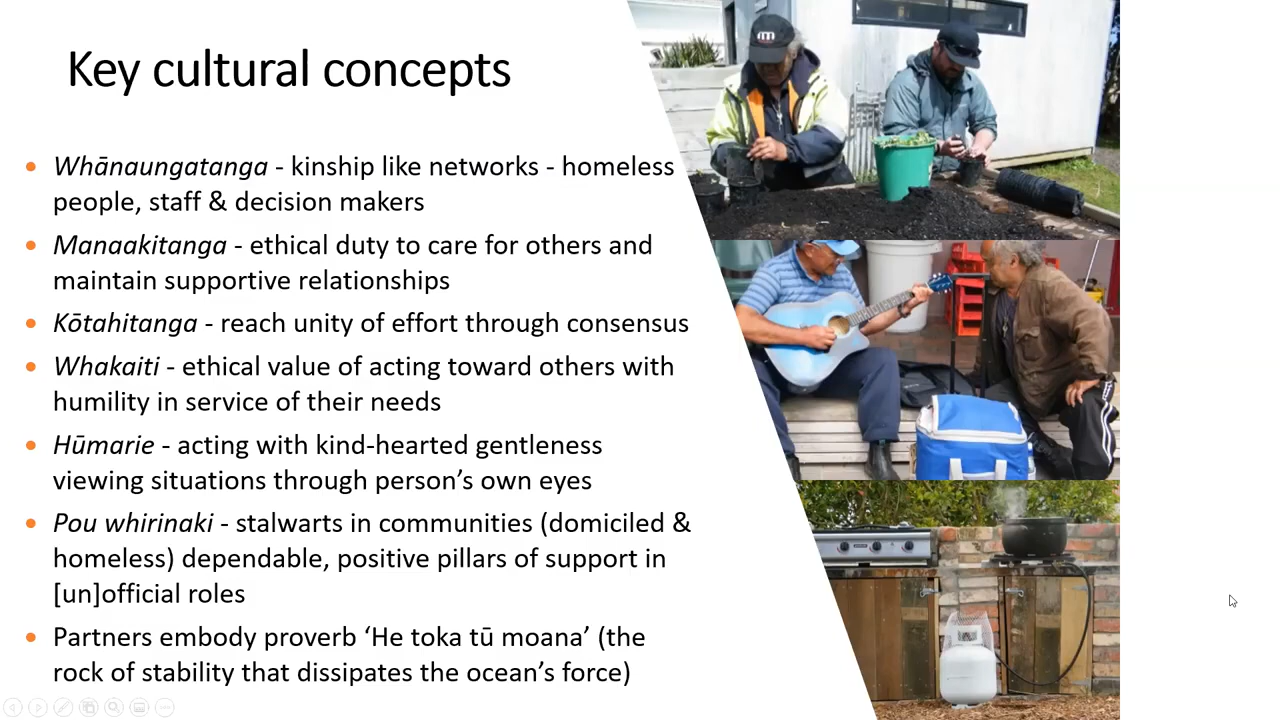 Key cultural concepts
• Whānaungatanga - kinship like networks - homeless
people, staff & decision makers
• Manaakitanga - ethical duty to care for others and
maintain supportive relationships
• Kōtahitanga - reach unity of effort through consensus
• Whakaiti - ethical value of acting toward others with
humility in service of their needs
• Hūmarie - acting with kind-hearted gentleness
viewing situations through person’s own eyes
• Pou whirinaki - stalwarts in communities (domiciled &
homeless) dependable, positive pillars of support in
[un]official roles
• Partners embody proverb ‘He toka tū moana’ (the
rock of stability that dissipates the ocean’s force)